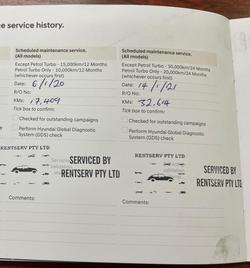 e service history.
Scheduled maintenance service.
(All models)
Except Petrol Turbo - 15,000km/12 Months
Petrol Turbo Only - 10,000km/12 Months
(whichever occurs first)
Date: 6/1/20
R/O No:
KMs: 17,409
Tick box to confirm:
Checked for outstanding campaigns
Perform Hyundai Global Diagnostic
System (GDS) check
RENTSERV PTY LTD
SERVICED BY
RENTSERV PTY LTD
Comments:
Scheduled maintenance service.
(All models)
Except Petrol Turbo - 30,000km/24 Months
Petrol Turbo Only - 20,000km/24 Months
(whichever occurs first)
Date: 14/1/21
R/O No:
KMs: 32,614
Tick box to confirm:
Checked for outstanding campaigns
Perform Hyundai Global Diagnostic
System (GDS) check
RENTSERV PTY LTD
SERVICED BY
RENTSERV PTY LTD
Comments: